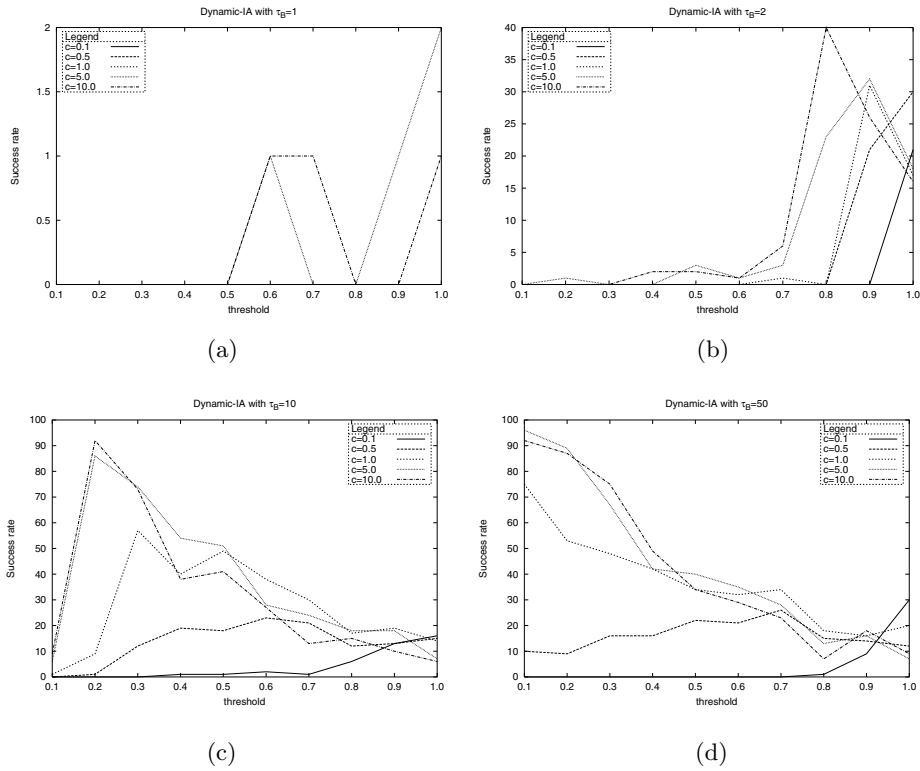 Dynamic-IA with τB=1
Legend
c=0.1
c=0.5
c=1.0
c=5.0
c=10.0
Success rate
2
1.5
1
0.5
0
0.1 0.2 0.3 0.4 0.5 0.6 0.7 0.8 0.9 1.0
threshold
(a)
Dynamic-IA with τB=2
Legend
c=0.1
c=0.5
c=1.0
c=5.0
c=10.0
Success rate
40
35
30
25
20
15
10
5
0
0.1 0.2 0.3 0.4 0.5 0.6 0.7 0.8 0.9 1.0
threshold
(b)
Dynamic-IA with τB=10
Legend
c=0.1
c=0.5
c=1.0
c=5.0
c=10.0
Success rate
100
90
80
70
60
50
40
30
20
10
0
0.1 0.2 0.3 0.4 0.5 0.6 0.7 0.8 0.9 1.0
threshold
(c)
Dynamic-IA with τB=50
Legend
c=0.1
c=0.5
c=1.0
c=5.0
c=10.0
Success rate
100
90
80
70
60
50
40
30
20
10
0
0.1 0.2 0.3 0.4 0.5 0.6 0.7 0.8 0.9 1.0
threshold
(d)